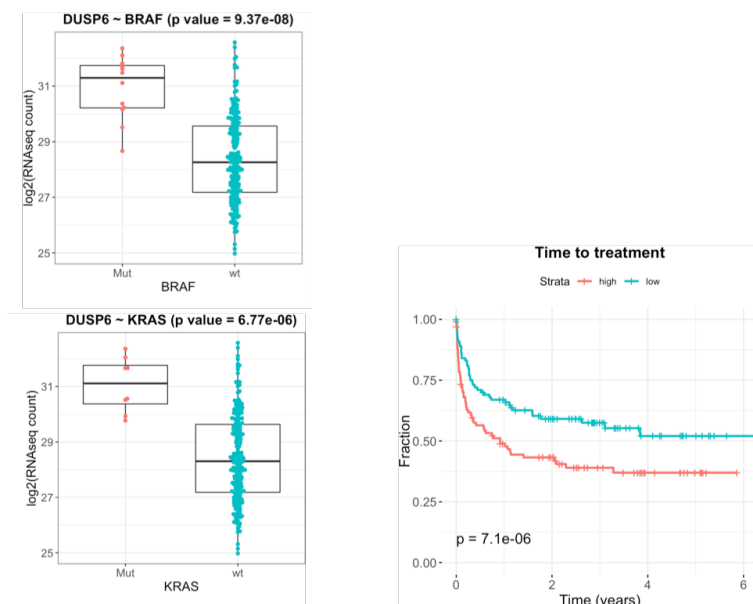 DUSP6 ~ BRAF (p value = 9.37e-08)
log2(RNAseq count)
31
29
27
25
Mut wt
BRAF
DUSP6 ~ KRAS (p value = 6.77e-06)
log2(RNAseq count)
31
29
27
25
Mut wt
KRAS
Time to treatment
Strata high low
Fraction
1.00
0.75
0.50
0.25
0.00
p = 7.1e-06
0 2 4 6
Time (years)